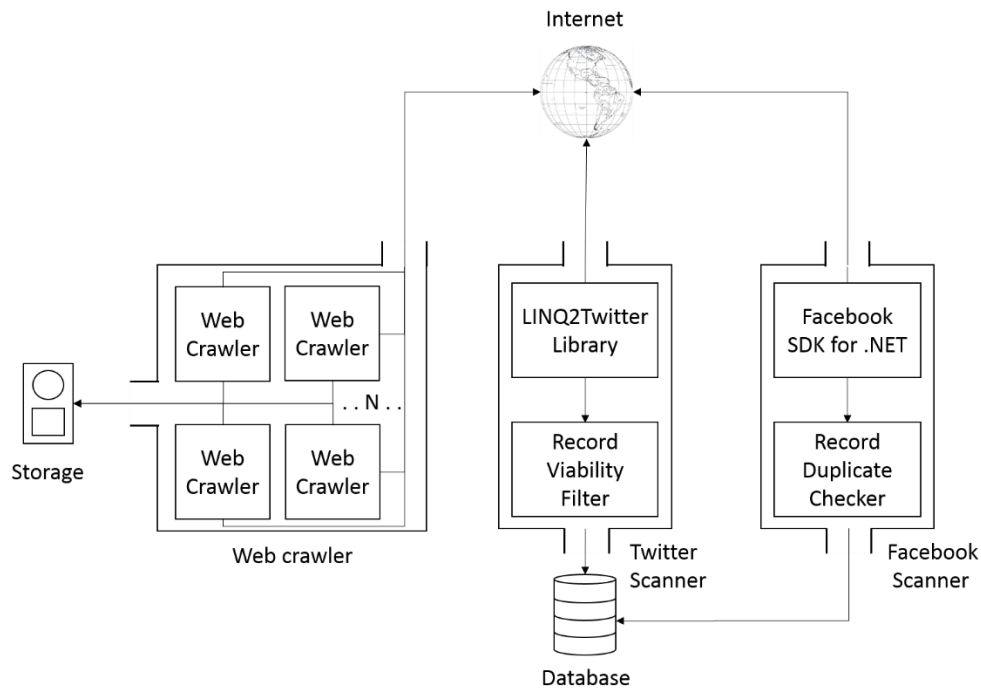 Internet
Web
Crawler
Web
Crawler
. . N . .
Web
Crawler
Web
Crawler
Storage
Web crawler
LINQ2Twitter
Library
Record
Viability
Filter
Twitter
Scanner
Facebook
SDK for .NET
Record
Duplicate
Checker
Facebook
Scanner
Database